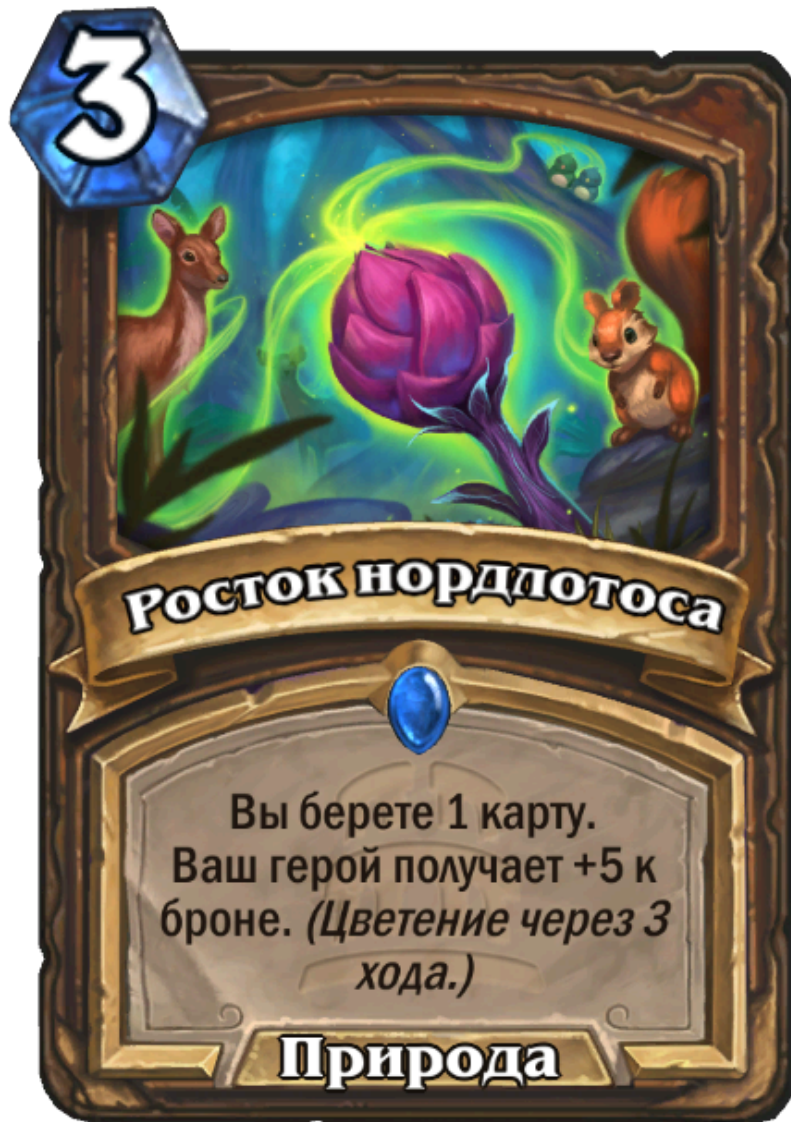 3
Росток нордлотоса
Вы берете 1 карту.
Ваш герой получает +5 к
броне. (Цветение через 3
хода.)
Природа